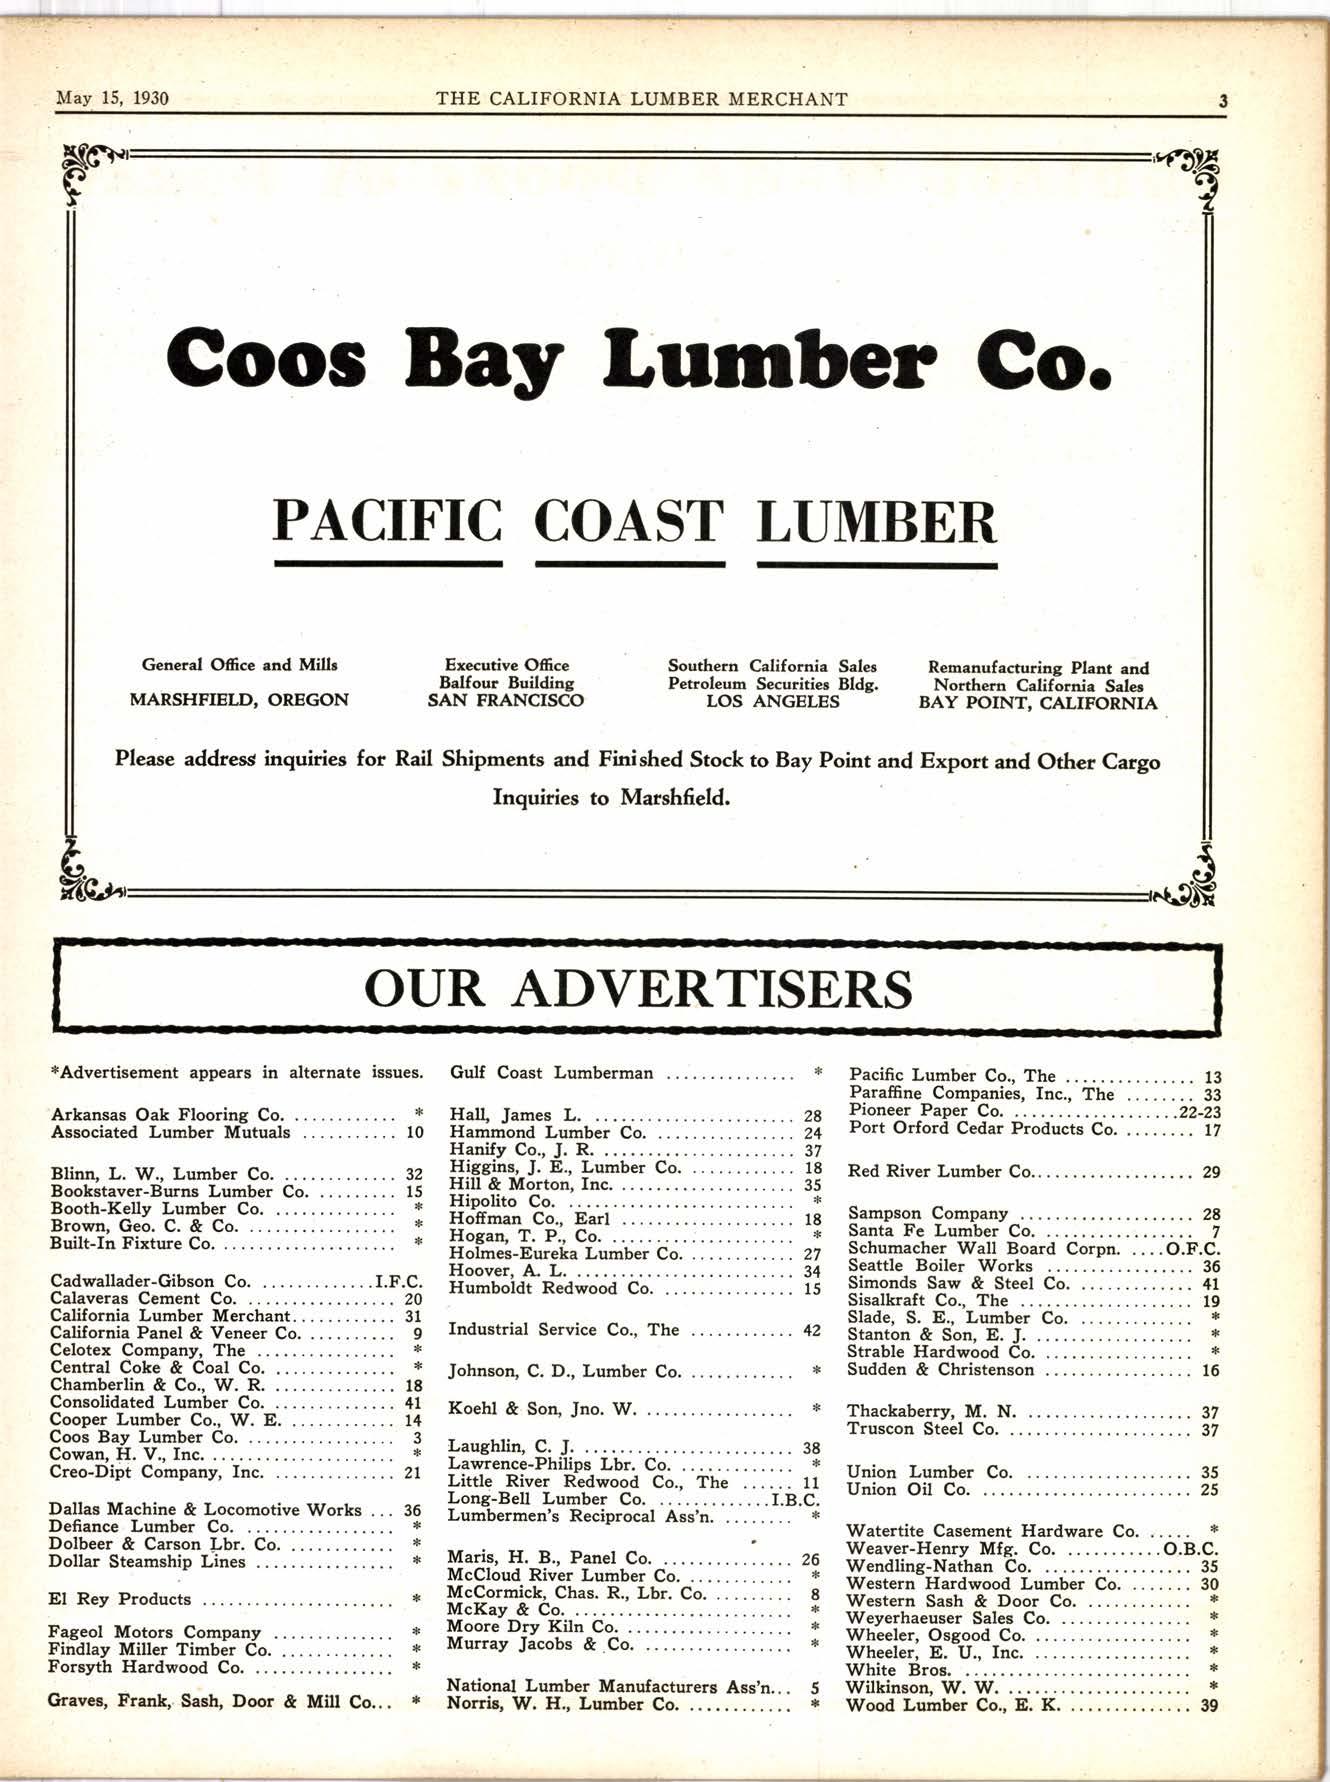 May 15, 1930 THE CALIFORNIA LUMBER MERCHANT 3
Coos Bay Lumber Co.
PACIFIC COAST LUMBER
General Office and Mills
MARSHFIELD, OREGON
Executive Office
Balfour Building
SAN FRANCISCO
Southern California Sales
Petroleum Securities Bldg.
LOS ANGELES
Remanufacturing Plant and
Northern California Sales
BAY POINT, CALIFORNIA
Please address inquiries for Rail Shipments and Finished Stock to Bay Point and Export and Other Cargo
Inquiries to Marshfield.
OUR ADVERTISERS
*Advertisement appears in alternate issues.
Arkansas Oak Flooring Co. ............ *
Associated Lumber Mutuals ........... 10
Blinn, L. W., Lumber Co. ............. 32
Bookstaver-Burns Lumber Co. ......... 15
Booth-Kelly Lumber Co. .............. *
Brown, Geo. C. & Co. ................. *
Built-In Fixture Co. .................... *
Cadwallader-Gibson Co. .............I.F.C.
Calaveras Cement Co. ................. 20
California Lumber Merchant............ 31
California Panel & Veneer Co. .......... 9
Celotex Company, The ................. *
Central Coke & Coal Co. .............. *
Chamberlin & Co., W. R. .............. 18
Consolidated Lumber Co. .............. 41
Cooper Lumber Co., W. E. ............ 14
Coos Bay Lumber Co. ................. 3
Cowan, H. V., Inc. ..................... *
Creo-Dipt Company, Inc. .............. 21
Dallas Machine & Locomotive Works ... 36
Defiance Lumber Co. ................. *
Dolbeer & Carson Lbr. Co. ............ *
Dollar Steamship Lines ................ *
El Rey Products ...................... *
Fageol Motors Company .............. *
Findlay Miller Timber Co. ............. *
Forsyth Hardwood Co. ................ *
Graves, Frank, Sash, Door & Mill Co... *
Gulf Coast Lumberman ............... *
Hall, James L. ........................ 28
Hammond Lumber Co. ................ 24
Hanify Co., J. R. ...................... 37
Higgins, J. E., Lumber Co. ............ 18
Hill & Morton, Inc. .................... 35
Hipolito Co. .......................... *
Hoffman Co., Earl .................... 18
Hogan, T. P., Co. ..................... *
Holmes-Eureka Lumber Co. ............ 27
Hoover, A. L. ......................... 34
Humboldt Redwood Co. ............... 15
Industrial Service Co., The ............ 42
Johnson, C. D., Lumber Co. ............ *
Koehl & Son, Jno. W. ................. *
Laughlin, C. J. ........................ 38
Lawrence-Philips Lbr. Co. ............. *
Little River Redwood Co., The ...... 11
Long-Bell Lumber Co. .............I.B.C.
Lumbermen's Reciprocal Ass'n. ........ *
Maris, H. B., Panel Co. ............... 26
McCloud River Lumber Co. ............ *
McCormick, Chas. R., Lbr. Co. ......... 8
McKay & Co. ......................... *
Moore Dry Kiln Co. ................... *
Murray Jacobs & Co. ................. *
National Lumber Manufacturers Ass'n... 5
Norris, W. H., Lumber Co. ............ *
Pacific Lumber Co., The ............... 13
Paraffine Companies, Inc., The ........ 33
Pioneer Paper Co. ...................22-23
Port Orford Cedar Products Co. ........ 17
Red River Lumber Co................... 29
Sampson Company .................... 28
Santa Fe Lumber Co. ................... 7
Schumacher Wall Board Corpn. ....O.F.C.
Seattle Boiler Works .................. 36
Simonds Saw & Steel Co. ............. 41
Sisalkraft Co., The .................... 19
Slade, S. E., Lumber Co. ............. *
Stanton & Son, E. J. .................. *
Strable Hardwood Co. ................. *
Sudden & Christenson ................. 16
Thackaberry, M. N. ................... 37
Truscon Steel Co. ..................... 37
Union Lumber Co. .................... 35
Union Oil Co. ........................ 25
Watertite Casement Hardware Co. ..... *
Weaver-Henry Mfg. Co. ...........O.B.C.
Wendling-Nathan Co. ................. 35
Western Hardwood Lumber Co. ....... 30
Western Sash & Door Co. ............. *
Weyerhaeuser Sales Co. ............... *
Wheeler, Osgood Co. .................. *
Wheeler, E. U., Inc. ................... *
White Bros. .......................... *
Wilkinson, W. W. ..................... *
Wood Lumber Co., E. K. .............. 39